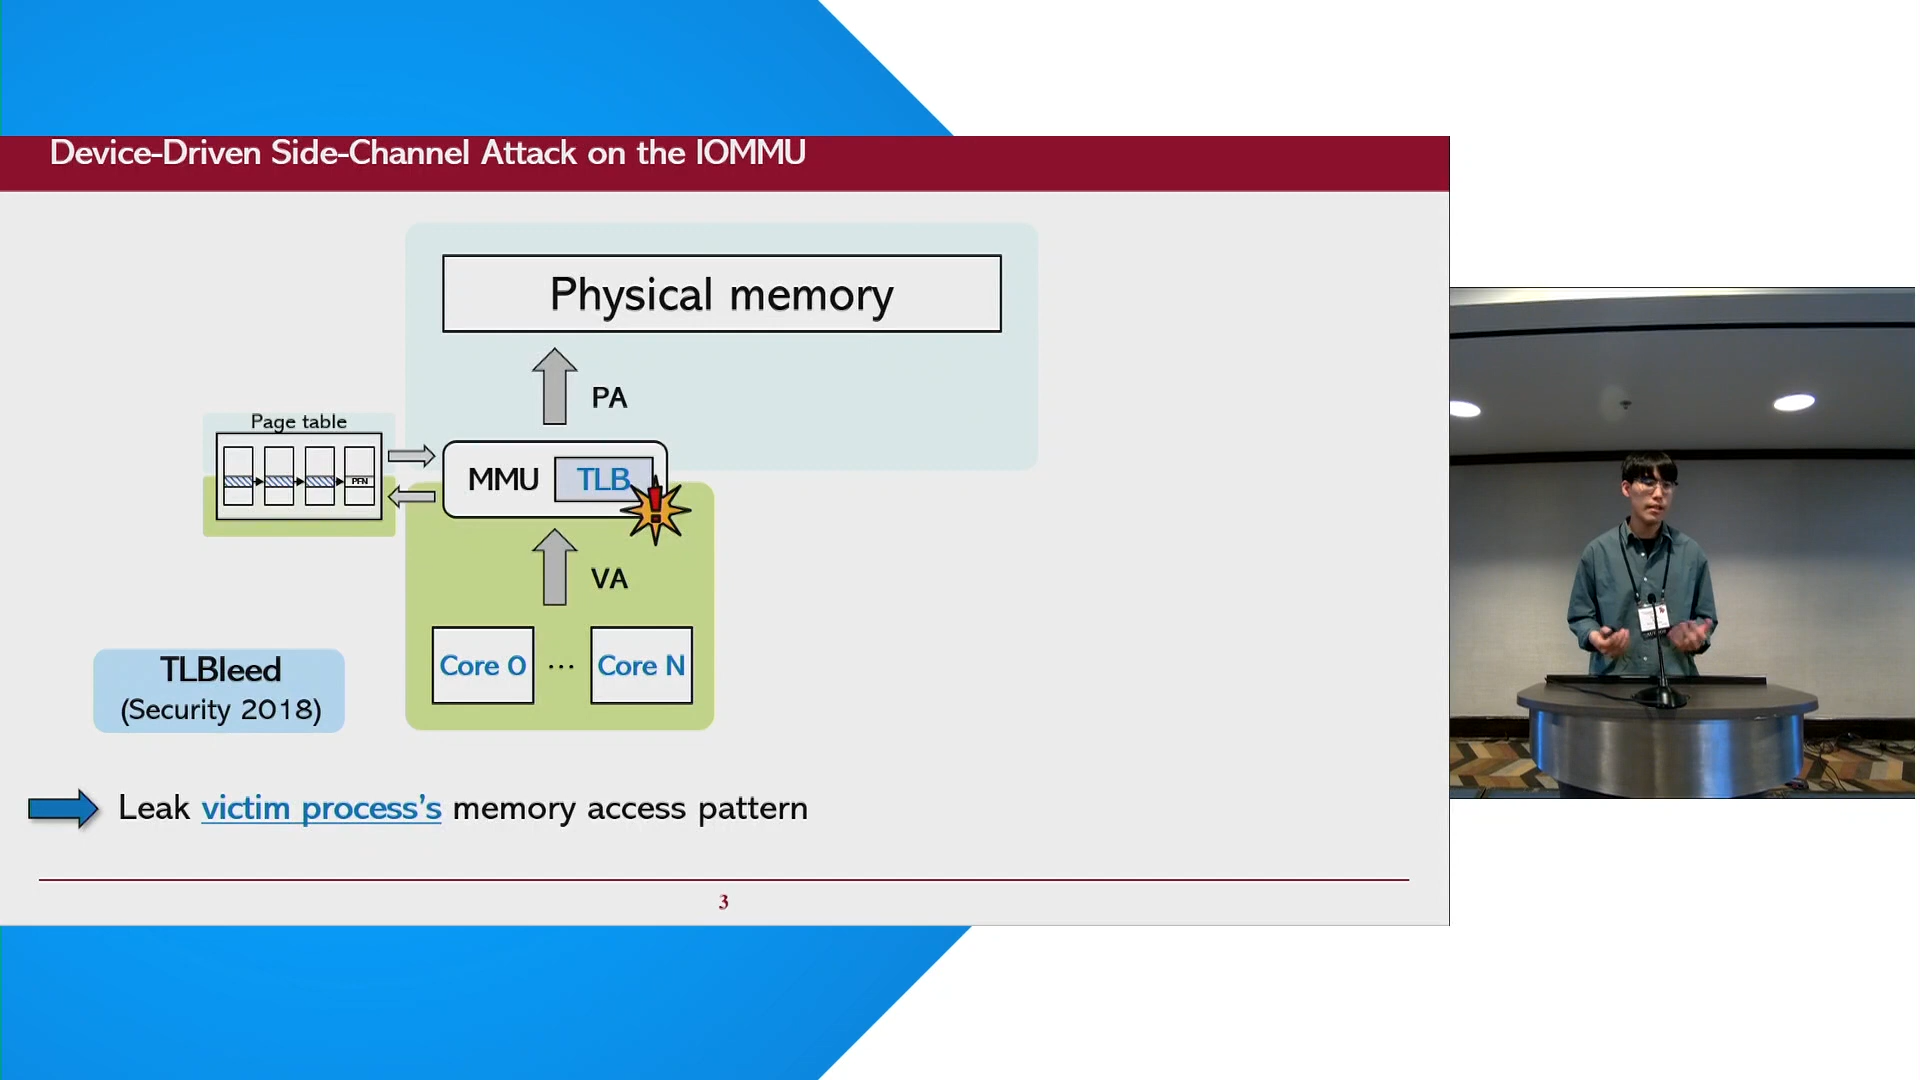 Device-Driven Side-Channel Attack on the IOMMU
Physical memory
PA
Page table
PFN
MMU
TLB
VA
Core 0
...
Core N
TLBleed
(Security 2018)
Leak victim process's memory access pattern
3